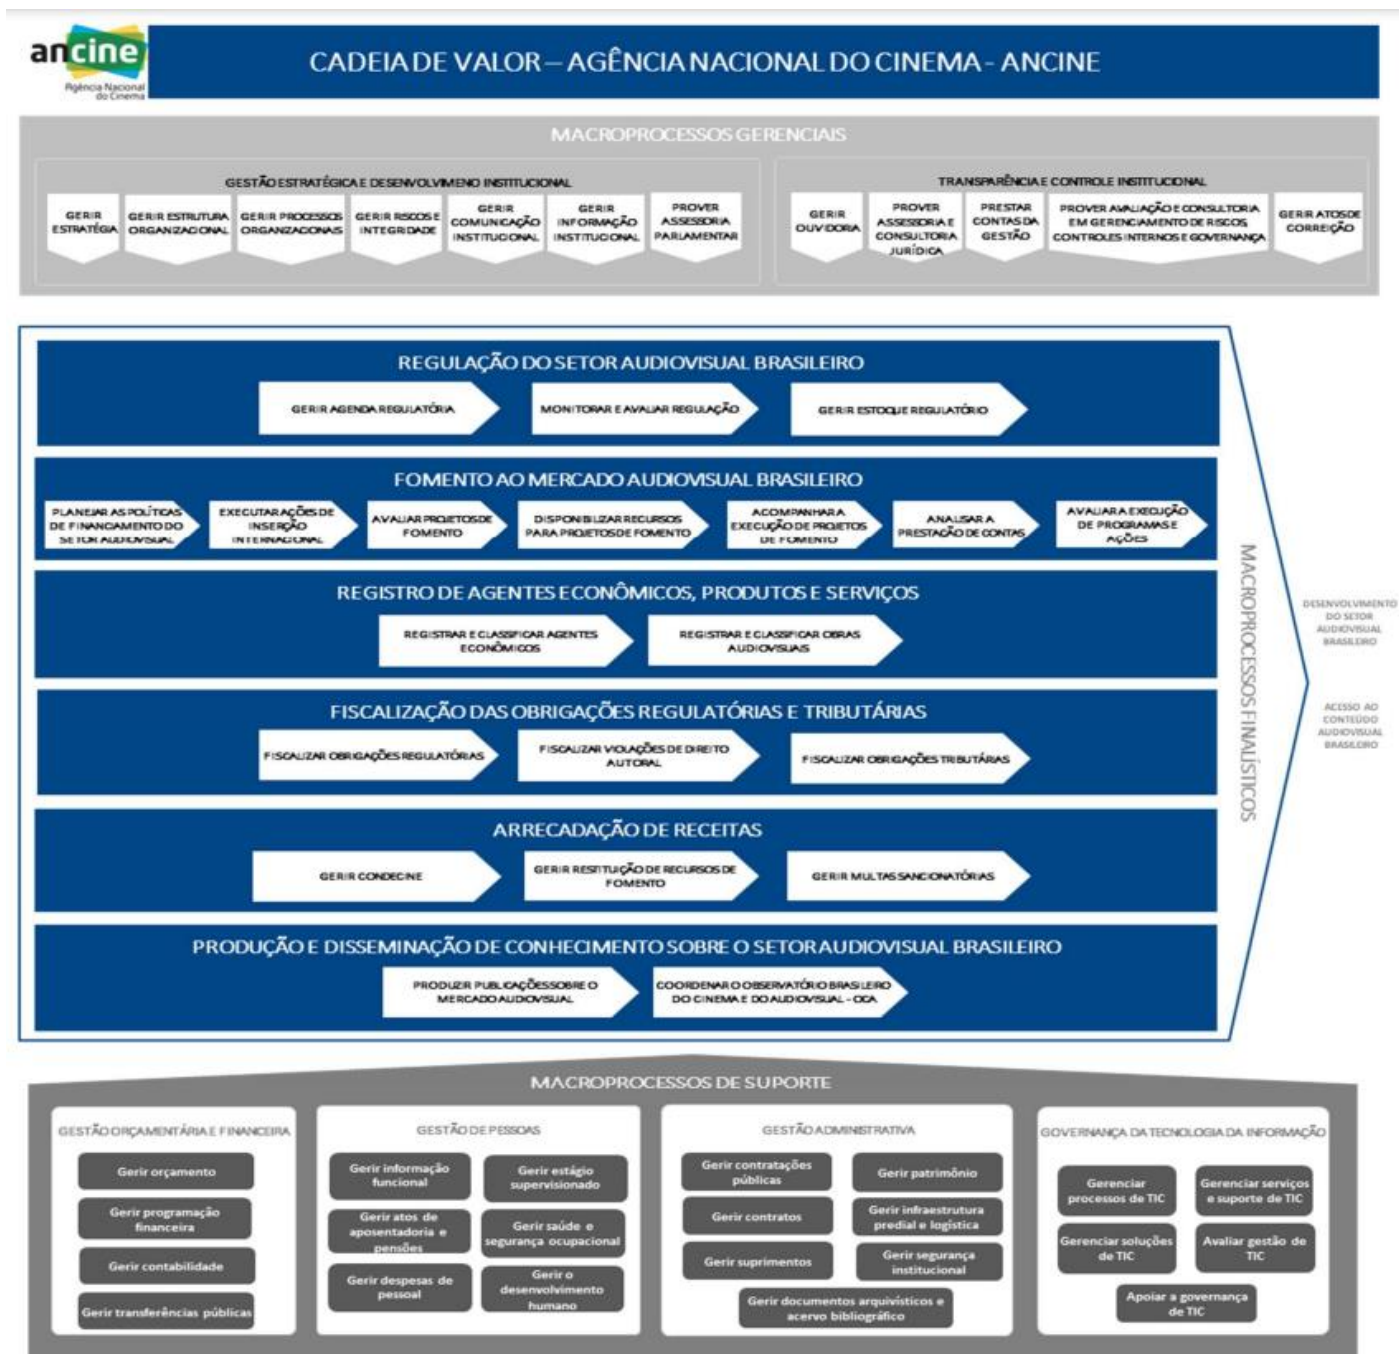 ancine
Agência Nacional
do Cinema
CADEIA DE VALOR – AGÊNCIA NACIONAL DO CINEMA - ANCINE
MACROPROCESSOS GERENCIAIS
GESTÃO ESTRATÉGICA E DESENVOLVIMENO INSTITUCIONAL
GERIR
ESTRATÉGIA
GERIR ESTRUTURA
ORGANIZACIONAL
GERIR PROCESSOS
ORGANIZACIONAIS
GERIR RISCOS E
INTEGRIDADE
GERIR
COMUNICAÇÃO
INSTITUCIONAL
GERIR
INFORMAÇÃO
INSTITUCIONAL
PROVER
ASSESSORIA
PARLAMENTAR
TRANSPARÊNCIA E CONTROLE INSTITUCIONAL
GERIR
OUVIDORIA
PROVER
ASSESSORIA E
CONSULTORIA
JURÍDICA
PRESTAR
CONTAS DA
GESTÃO
PROVER AVALIAÇÃO E CONSULTORIA
EM GERENCIAMENTO DE RISCOS,
CONTROLES INTERNOS E GOVERNANÇA
GERIR ATOS DE
CORREIÇÃO
REGULAÇÃO DO SETOR AUDIOVISUAL BRASILEIRO
GERIR AGENDA REGULATÓRIA
MONITORAR E AVALIAR REGULAÇÃO
GERIR ESTOQUE REGULATÓRIO
FOMENTO AO MERCADO AUDIOVISUAL BRASILEIRO
PLANEJAR AS POLÍTICAS
DE FINANCIAMENTO DO
SETOR AUDIOVISUAL
EXECUTAR AÇÕES DE
INSERÇÃO
INTERNACIONAL
AVALIAR PROJETOS DE
FOMENTO
DISPONIBILIZAR RECURSOS
PARA PROJETOS DE FOMENTO
ACOMPANHAR A
EXECUÇÃO DE PROJETOS
DE FOMENTO
ANALISAR A
PRESTAÇÃO DE CONTAS
AVALIAR A EXECUÇÃO
DE PROGRAMAS E
AÇÕES
REGISTRO DE AGENTES ECONÔMICOS, PRODUTOS E SERVIÇOS
REGISTRAR E CLASSIFICAR AGENTES
ECONÔMICOS
REGISTRAR E CLASSIFICAR OBRAS
AUDIOVISUAIS
FISCALIZAÇÃO DAS OBRIGAÇÕES REGULATÓRIAS E TRIBUTÁRIAS
FISCALIZAR OBRIGAÇÕES REGULATÓRIAS
FISCALIZAR VIOLAÇÕES DE DIREITO
AUTORAL
FISCALIZAR OBRIGAÇÕES TRIBUTÁRIAS
ARRECADAÇÃO DE RECEITAS
GERIR CONDECINE
GERIR RESTITUIÇÃO DE RECURSOS DE
FOMENTO
GERIR MULTAS SANCIONATÓRIAS
PRODUÇÃO E DISSEMINAÇÃO DE CONHECIMENTO SOBRE O SETOR AUDIOVISUAL BRASILEIRO
PRODUZIR PUBLICAÇÕES SOBRE O
MERCADO AUDIOVISUAL
COORDENAR O OBSERVATÓRIO BRASILEIRO
DO CINEMA E DO AUDIOVISUAL - OCA
MACROPROCESSOS FINALÍSTICOS
DESENVOLVIMENTO
DO SETOR
AUDIOVISUAL
BRASILEIRO
ACESSO AO
CONTEÚDO
AUDIOVISUAL
BRASILEIRO
MACROPROCESSOS DE SUPORTE
GESTÃO ORÇAMENTÁRIA E FINANCEIRA
Gerir orçamento
Gerir programação
financeira
Gerir contabilidade
Gerir transferências públicas
GESTÃO DE PESSOAS
Gerir informação
funcional
Gerir estágio
supervisionado
Gerir atos de
aposentadoria e
pensões
Gerir saúde e
segurança ocupacional
Gerir despesas de
pessoal
Gerir o
desenvolvimento
humano
GESTÃO ADMINISTRATIVA
Gerir contratações
públicas
Gerir patrimônio
Gerir contratos
Gerir infraestrutura
predial e logística
Gerir suprimentos
Gerir segurança
institucional
Gerir documentos arquivísticos e
acervo bibliográfico
GOVERNANÇA DA TECNOLOGIA DA INFORMAÇÃO
Gerenciar
processos de TIC
Gerenciar serviços
e suporte de TIC
Gerenciar soluções
de TIC
Avaliar gestão de
TIC
Apoiar a governança
de TIC